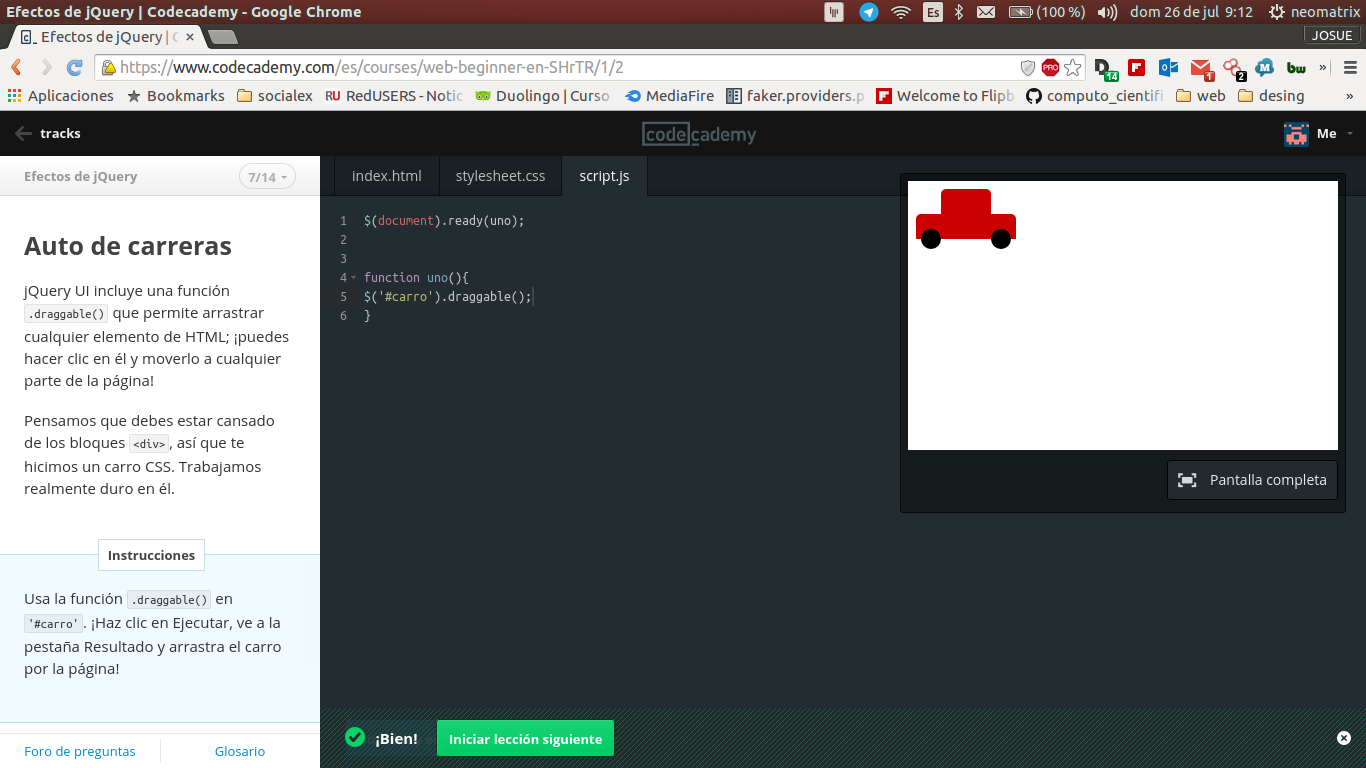 Efectos de jQuery | Codecademy - Google Chrome
Es
(100 %)
dom 26 de jul 9:12
neomatrix
Efectos de jQuery | C
JOSUE
https://www.codecademy.com/es/courses/web-beginner-en-SHrTR/1/2
PRO
14
1
2
bw
»
Aplicaciones
Bookmarks
socialex
RU RedUSERS - Notic
Duolingo | Curso
MediaFire
faker.providers.p
Welcome to Flipb
computo_cientifi
web
desing
»
tracks
codecademy
Me
Efectos de jQuery
7/14
index.html
stylesheet.css
script.js
Auto de carreras
jQuery UI incluye una función
.draggable() que permite arrastrar
cualquier elemento de HTML; ¡puedes
hacer clic en él y moverlo a cualquier
parte de la página!
Pensamos que debes estar cansado
de los bloques <div>, así que te
hicimos un carro CSS. Trabajamos
realmente duro en él.
Instrucciones
Usa la función .draggable() en
'#carro'. ¡Haz clic en Ejecutar, ve a la
pestaña Resultado y arrastra el carro
por la página!
Foro de preguntas
Glosario
1 $(document).ready(uno);
2
3
4 function uno(){
5 $('#carro').draggable();
6 }
Pantalla completa
¡Bien!
Iniciar lección siguiente